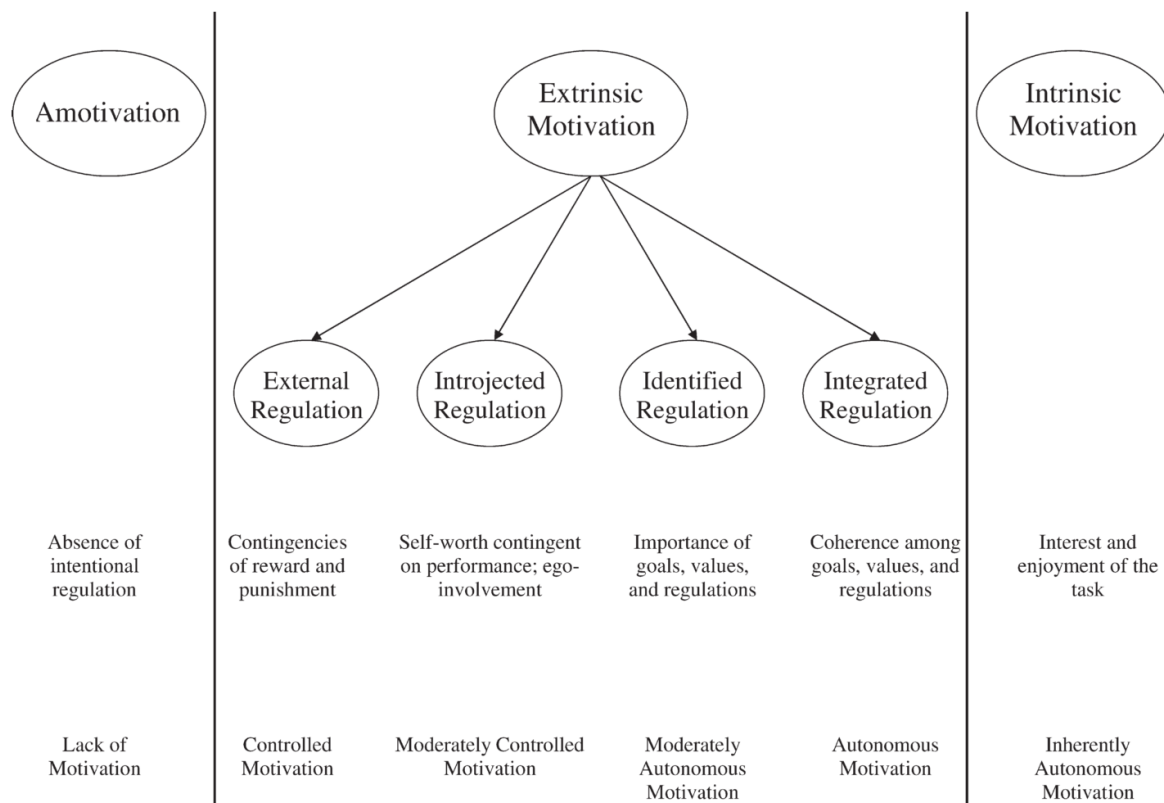 Amotivation
Extrinsic
Motivation
Intrinsic
Motivation
External
Regulation
Introjected
Regulation
Identified
Regulation
Integrated
Regulation
Absence of
intentional
regulation
Contingencies
of reward and
punishment
Self-worth contingent
on performance; ego-
involvement
Importance of
goals, values,
and regulations
Coherence among
goals, values, and
regulations
Interest and
enjoyment of the
task
Lack of
Motivation
Controlled
Motivation
Moderately Controlled
Motivation
Moderately
Autonomous
Motivation
Autonomous
Motivation
Inherently
Autonomous
Motivation